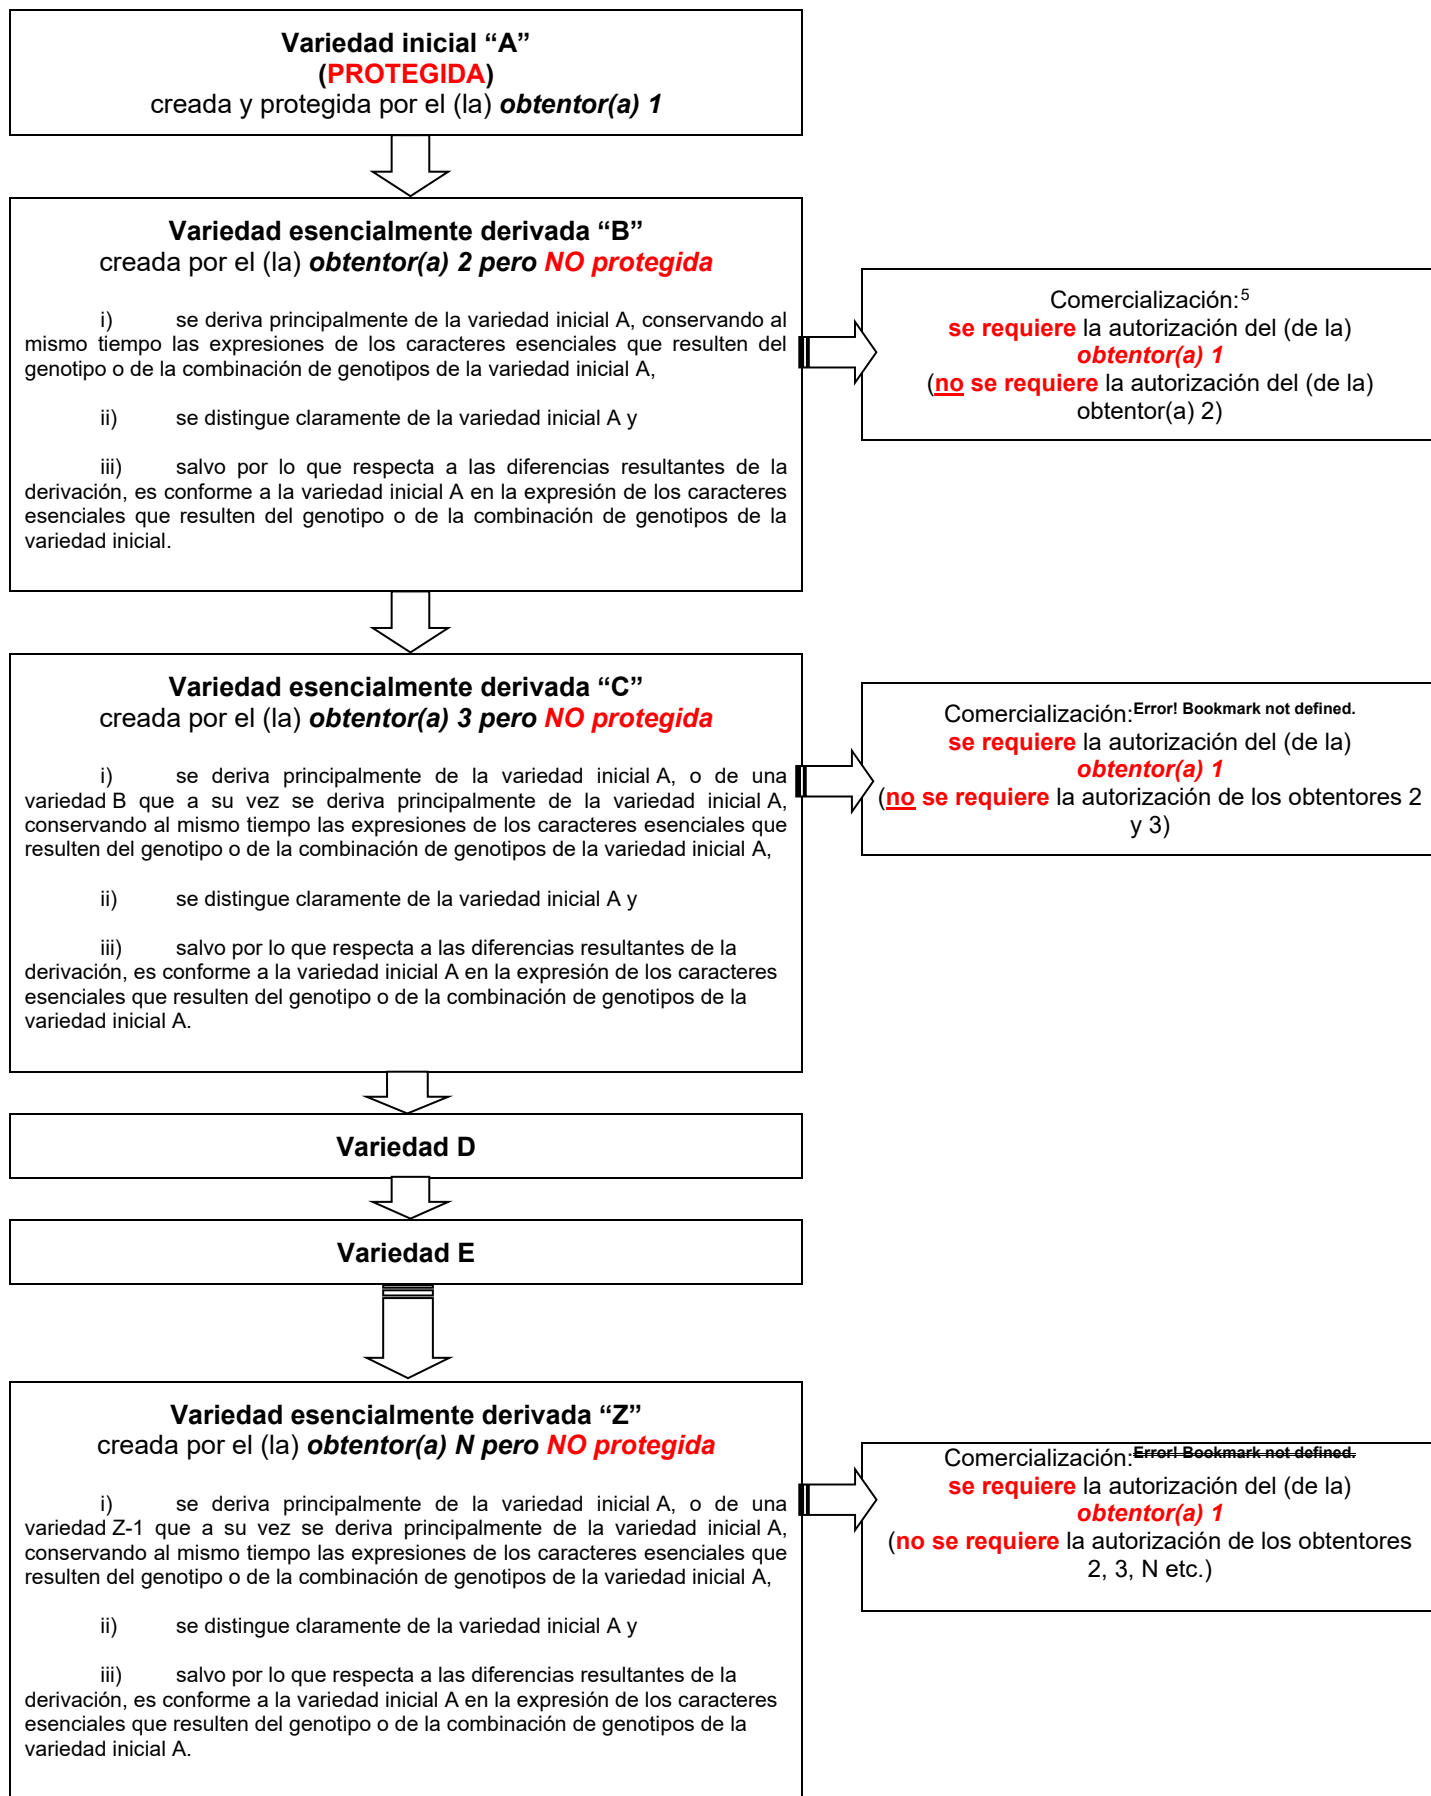 Variedad inicial “A”
(PROTEGIDA)
creada y protegida por el (la) obtentor(a) 1
Variedad esencialmente derivada “B”
creada por el (la) obtentor(a) 2 pero NO protegida
i) se deriva principalmente de la variedad inicial A, conservando al
mismo tiempo las expresiones de los caracteres esenciales que resulten del
genotipo o de la combinación de genotipos de la variedad inicial A,
ii) se distingue claramente de la variedad inicial A y
iii) salvo por lo que respecta a las diferencias resultantes de la
derivación, es conforme a la variedad inicial A en la expresión de los caracteres
esenciales que resulten del genotipo o de la combinación de genotipos de la
variedad inicial.
Comercialización:5
se requiere la autorización del (de la)
obtentor(a) 1
(no se requiere la autorización del (de la)
obtentor(a) 2)
Variedad esencialmente derivada “C”
creada por el (la) obtentor(a) 3 pero NO protegida
i) se deriva principalmente de la variedad inicial A, o de una
variedad B que a su vez se deriva principalmente de la variedad inicial A,
conservando al mismo tiempo las expresiones de los caracteres esenciales que
resulten del genotipo o de la combinación de genotipos de la variedad inicial A,
ii) se distingue claramente de la variedad inicial A y
iii) salvo por lo que respecta a las diferencias resultantes de la
derivación, es conforme a la variedad inicial A en la expresión de los caracteres
esenciales que resulten del genotipo o de la combinación de genotipos de la
variedad inicial A.
Comercialización:Error! Bookmark not defined.
se requiere la autorización del (de la)
obtentor(a) 1
(no se requiere la autorización de los obtentores 2
y 3)
Variedad D
Variedad E
Variedad esencialmente derivada “Z”
creada por el (la) obtentor(a) N pero NO protegida
i) se deriva principalmente de la variedad inicial A, o de una
variedad Z-1 que a su vez se deriva principalmente de la variedad inicial A,
conservando al mismo tiempo las expresiones de los caracteres esenciales que
resulten del genotipo o de la combinación de genotipos de la variedad inicial A,
ii) se distingue claramente de la variedad inicial A y
iii) salvo por lo que respecta a las diferencias resultantes de la
derivación, es conforme a la variedad inicial A en la expresión de los caracteres
esenciales que resulten del genotipo o de la combinación de genotipos de la
variedad inicial A.
Comercialización:Error! Bookmark not defined.
se requiere la autorización del (de la)
obtentor(a) 1
(no se requiere la autorización de los obtentores
2, 3, N etc.)